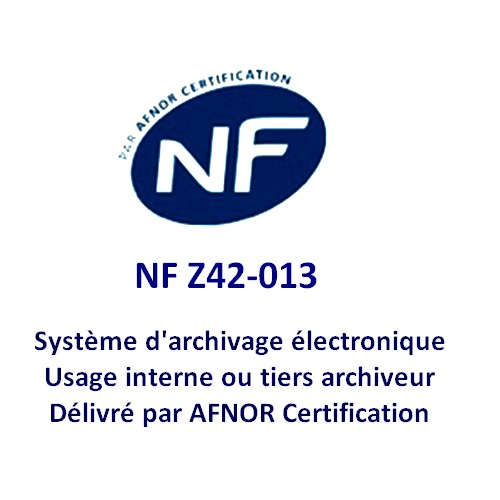 PAR AFNOR CERTIFICATION
NF
NF Z42-013
Système d'archivage électronique
Usage interne ou tiers archiveur
Délivré par AFNOR Certification